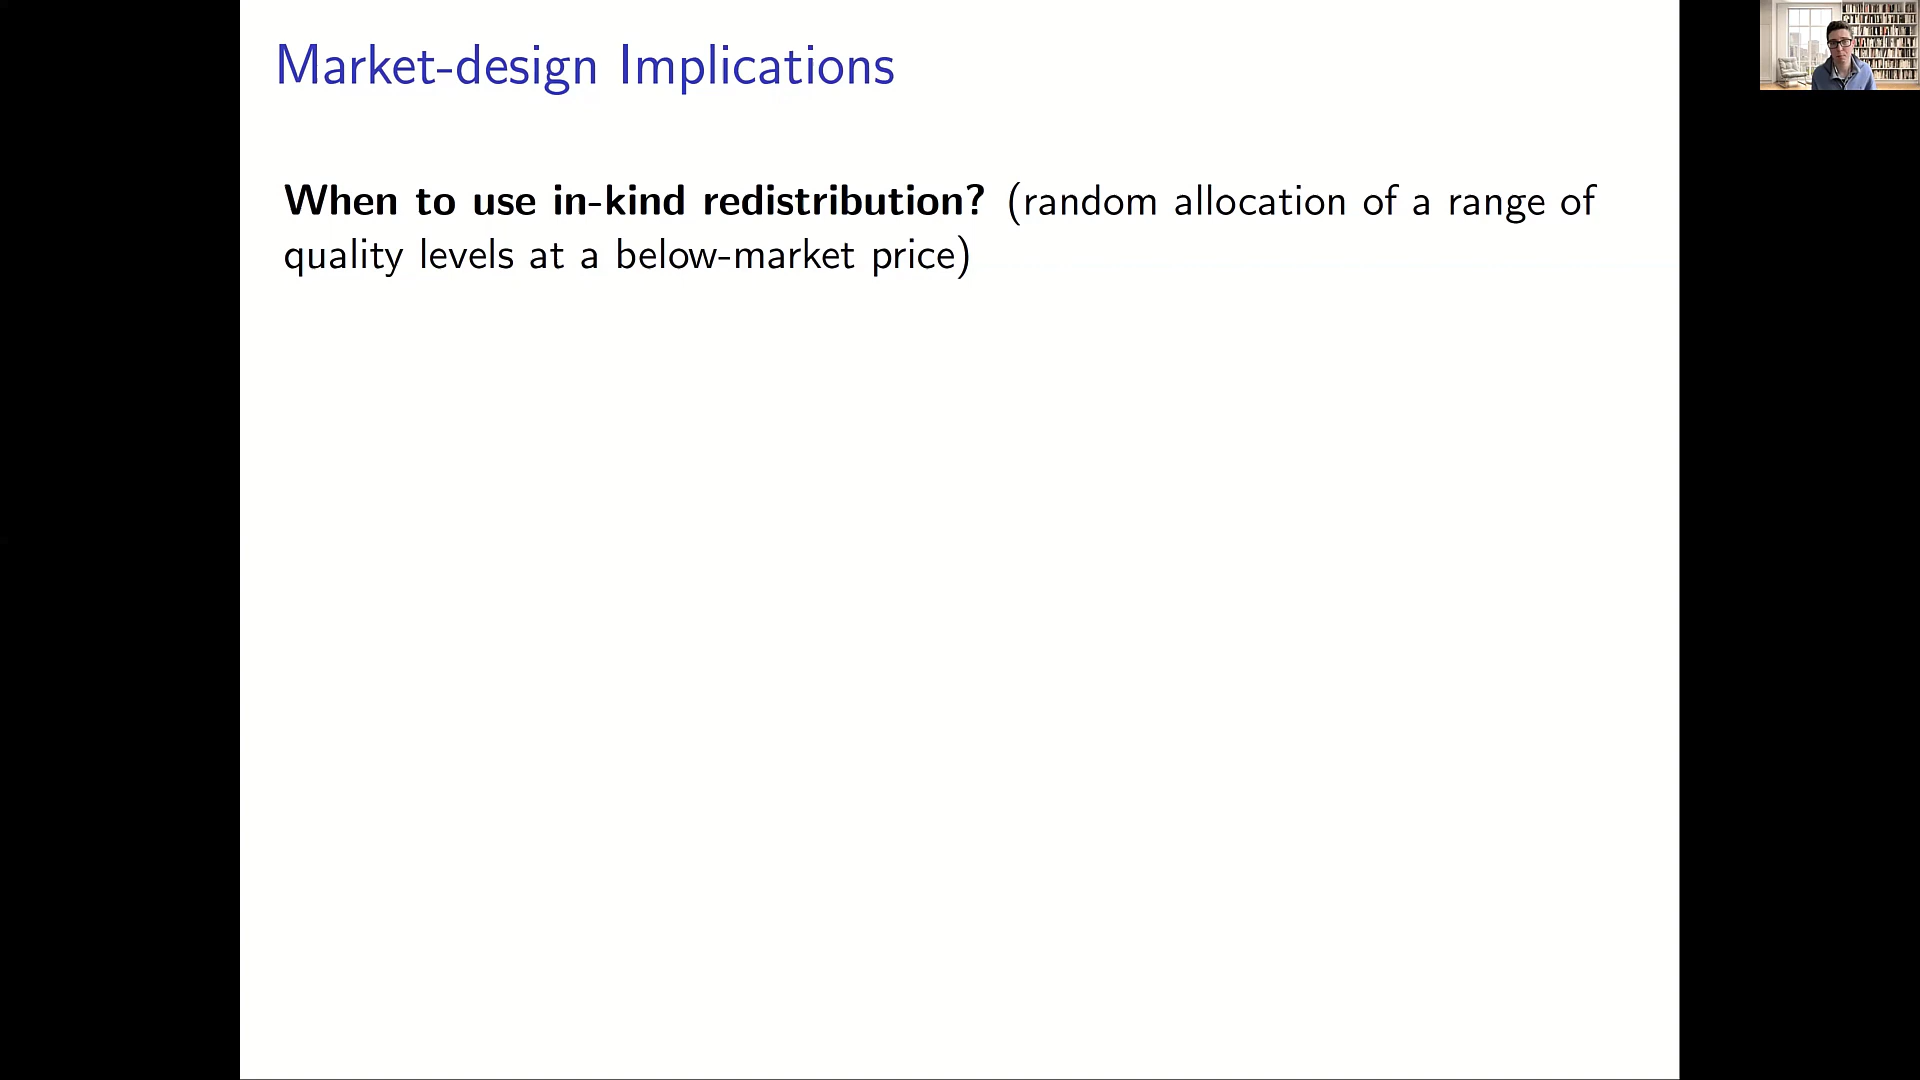 Market-design Implications
When to use in-kind redistribution? (random allocation of a range of
quality levels at a below-market price)